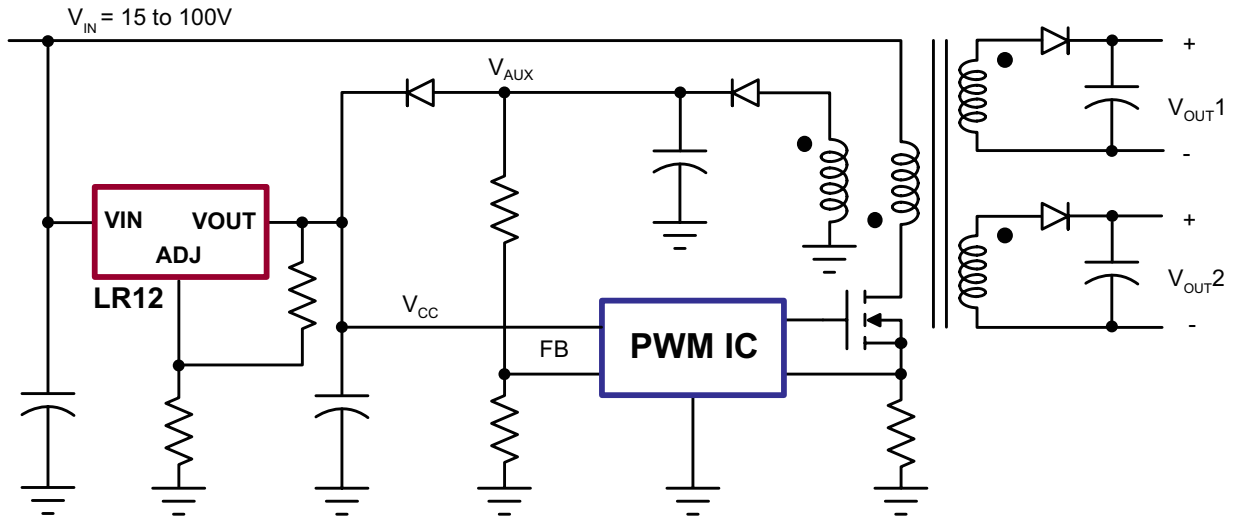 V_IN = 15 to 100V
V_AUX
+
V_OUT1
-
VIN
VOUT
ADJ
LR12
V_CC
FB
PWM IC
+
V_OUT2
-